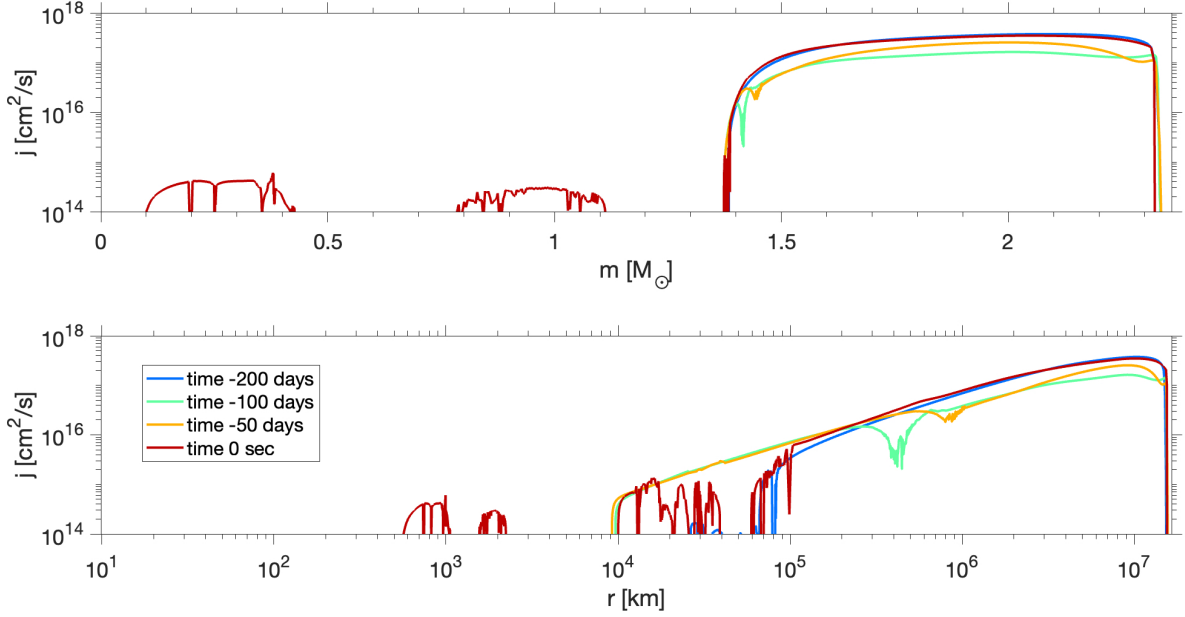 10^18
10^16
10^14
j [cm^2/s]
0 0.5 1 1.5 2
m [M_⊙]
10^18
10^16
10^14
j [cm^2/s]
time -200 days
time -100 days
time -50 days
time 0 sec
10^1 10^2 10^3 10^4 10^5 10^6 10^7
r [km]